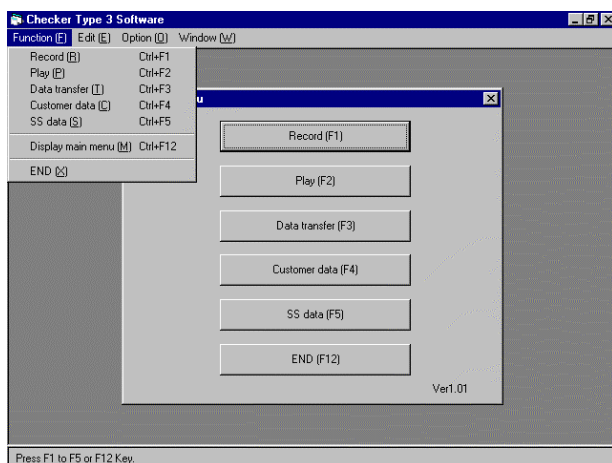 Checker Type 3 Software
Function (F) Edit (E) Option (O) Window (W)
Record (R) Ctrl+F1
Play (P) Ctrl+F2
Data transfer (T) Ctrl+F3
Customer data (C) Ctrl+F4
SS data (S) Ctrl+F5
Display main menu (M) Ctrl+F12
END (X)
u
Record (F1)
Play (F2)
Data transfer (F3)
Customer data (F4)
SS data (F5)
END (F12)
Ver1.01
Press F1 to F5 or F12 Key.